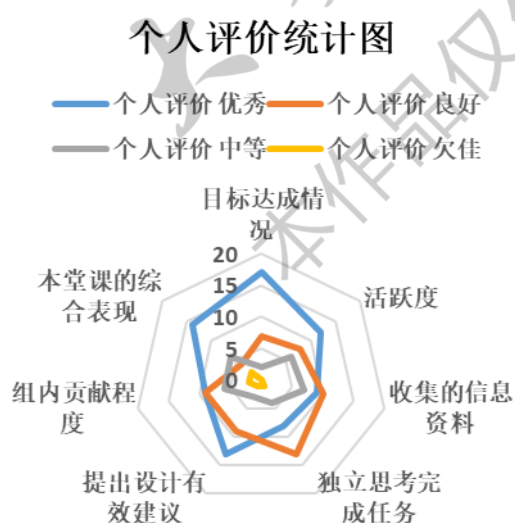 个人评价统计图
个人评价 优秀
个人评价 良好
个人评价 中等
个人评价 欠佳
目标达成情
况
20
15
10
5
0
活跃度
收集的信息
资料
独立思考完
成任务
提出设计有
效建议
组内贡献程
度
本堂课的综
合表现
本作品仅